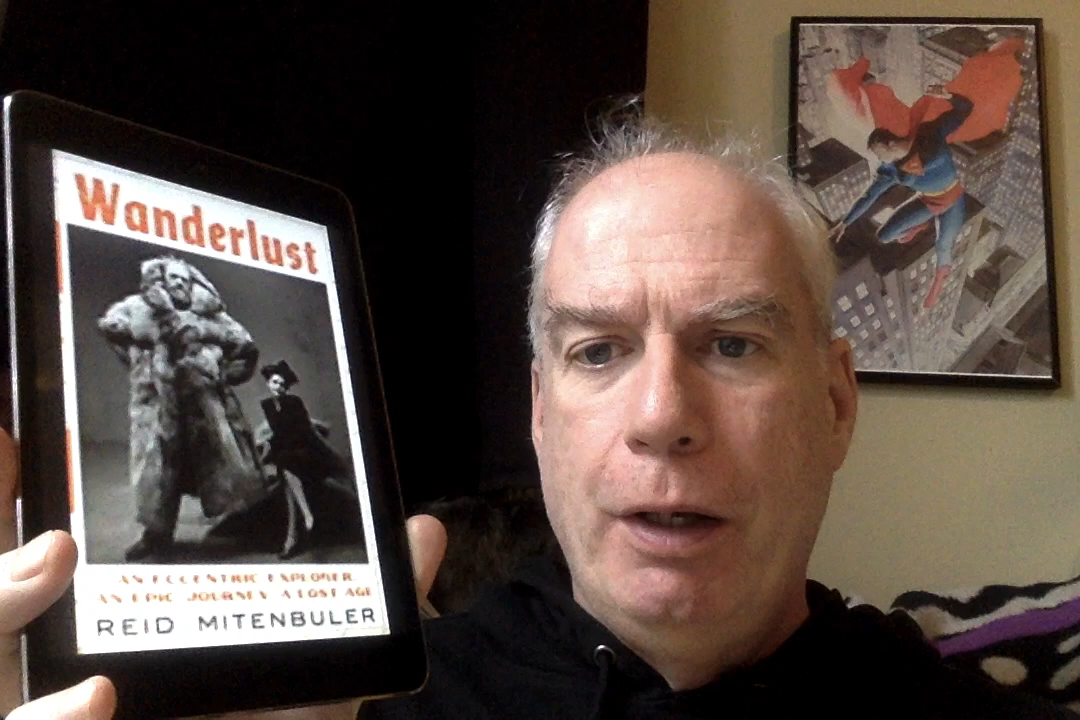 Wanderlust
AN ECCENTRIC EXPLORER,
AN EPIC JOURNEY, A LOST AGE
REID MITENBULER